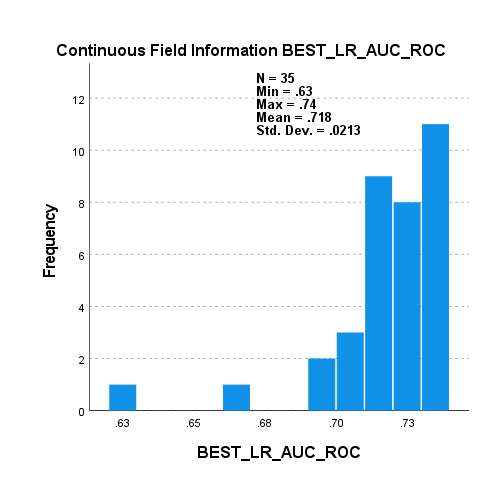 Continuous Field Information BEST_LR_AUC_ROC
N = 35
Min = .63
Max = .74
Mean = .718
Std. Dev. = .0213
12
10
8
6
4
2
0
Frequency
.63 .65 .68 .70 .73
BEST_LR_AUC_ROC